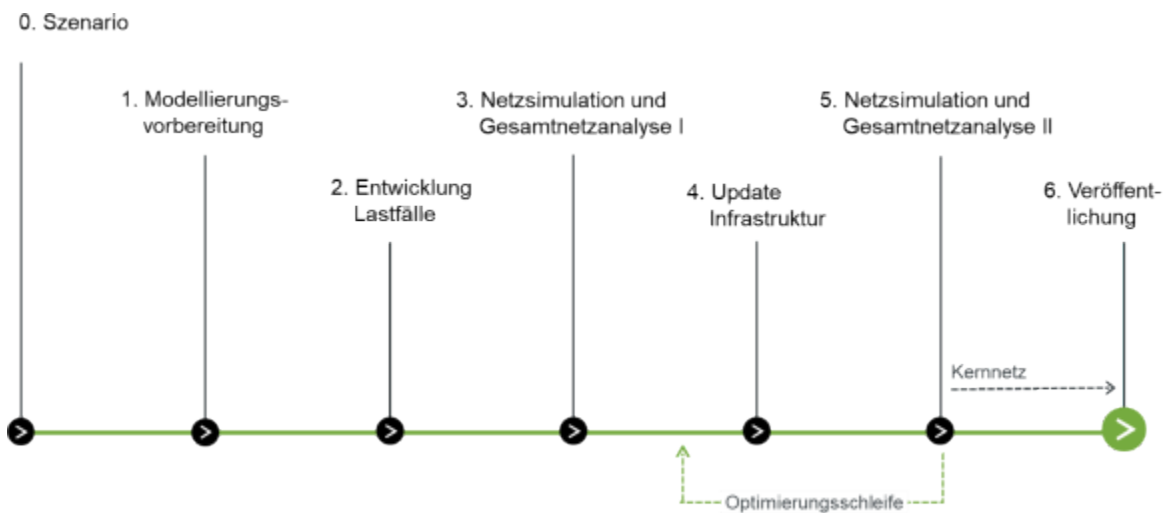 0. Szenario
1. Modellierungs-
vorbereitung
2. Entwicklung
Lastfälle
3. Netzsimulation und
Gesamtnetzanalyse I
4. Update
Infrastruktur
5. Netzsimulation und
Gesamtnetzanalyse II
6. Veröffent-
lichung
Kernnetz
Optimierungsschleife